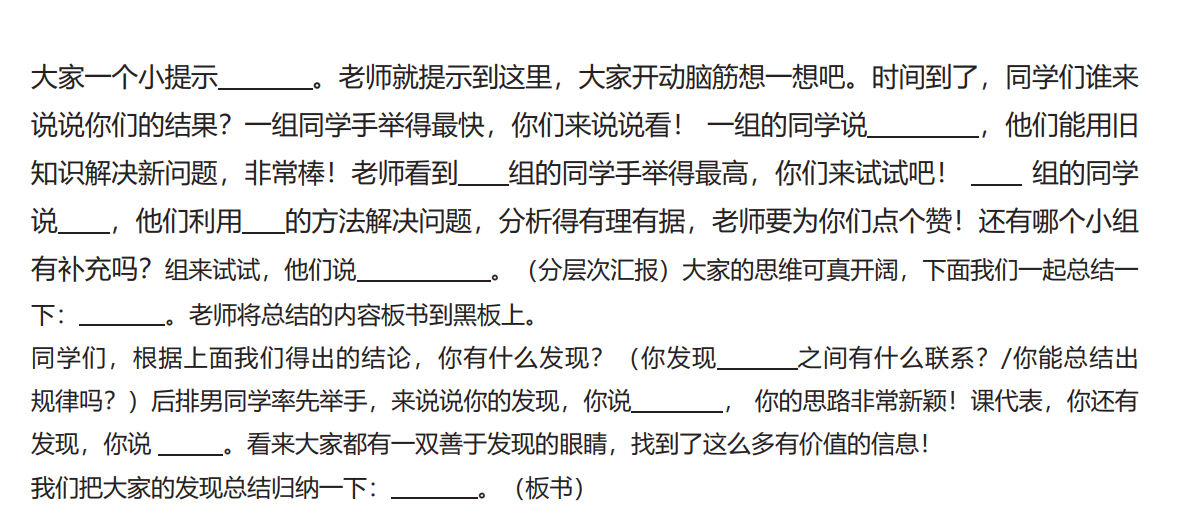 大家一个小提示_______。老师就提示到这里，大家开动脑筋想一想吧。时间到了，同学们谁来
说说你们的结果？一组同学手举得最快，你们来说说看！ 一组的同学说________，他们能用旧
知识解决新问题，非常棒！老师看到____组的同学手举得最高，你们来试试吧！ ____ 组的同学
说____，他们利用___的方法解决问题，分析得有理有据，老师要为你们点个赞！还有哪个小组
有补充吗？组来试试，他们说___________。（分层次汇报）大家的思维可真开阔，下面我们一起总结一
下：_______。老师将总结的内容板书到黑板上。
同学们，根据上面我们得出的结论，你有什么发现？（你发现______之间有什么联系？/你能总结出
规律吗？）后排男同学率先举手，来说说你的发现，你说_______， 你的思路非常新颖！课代表，你还有
发现，你说 _____。看来大家都有一双善于发现的眼睛，找到了这么多有价值的信息！
我们把大家的发现总结归纳一下：_______。（板书）